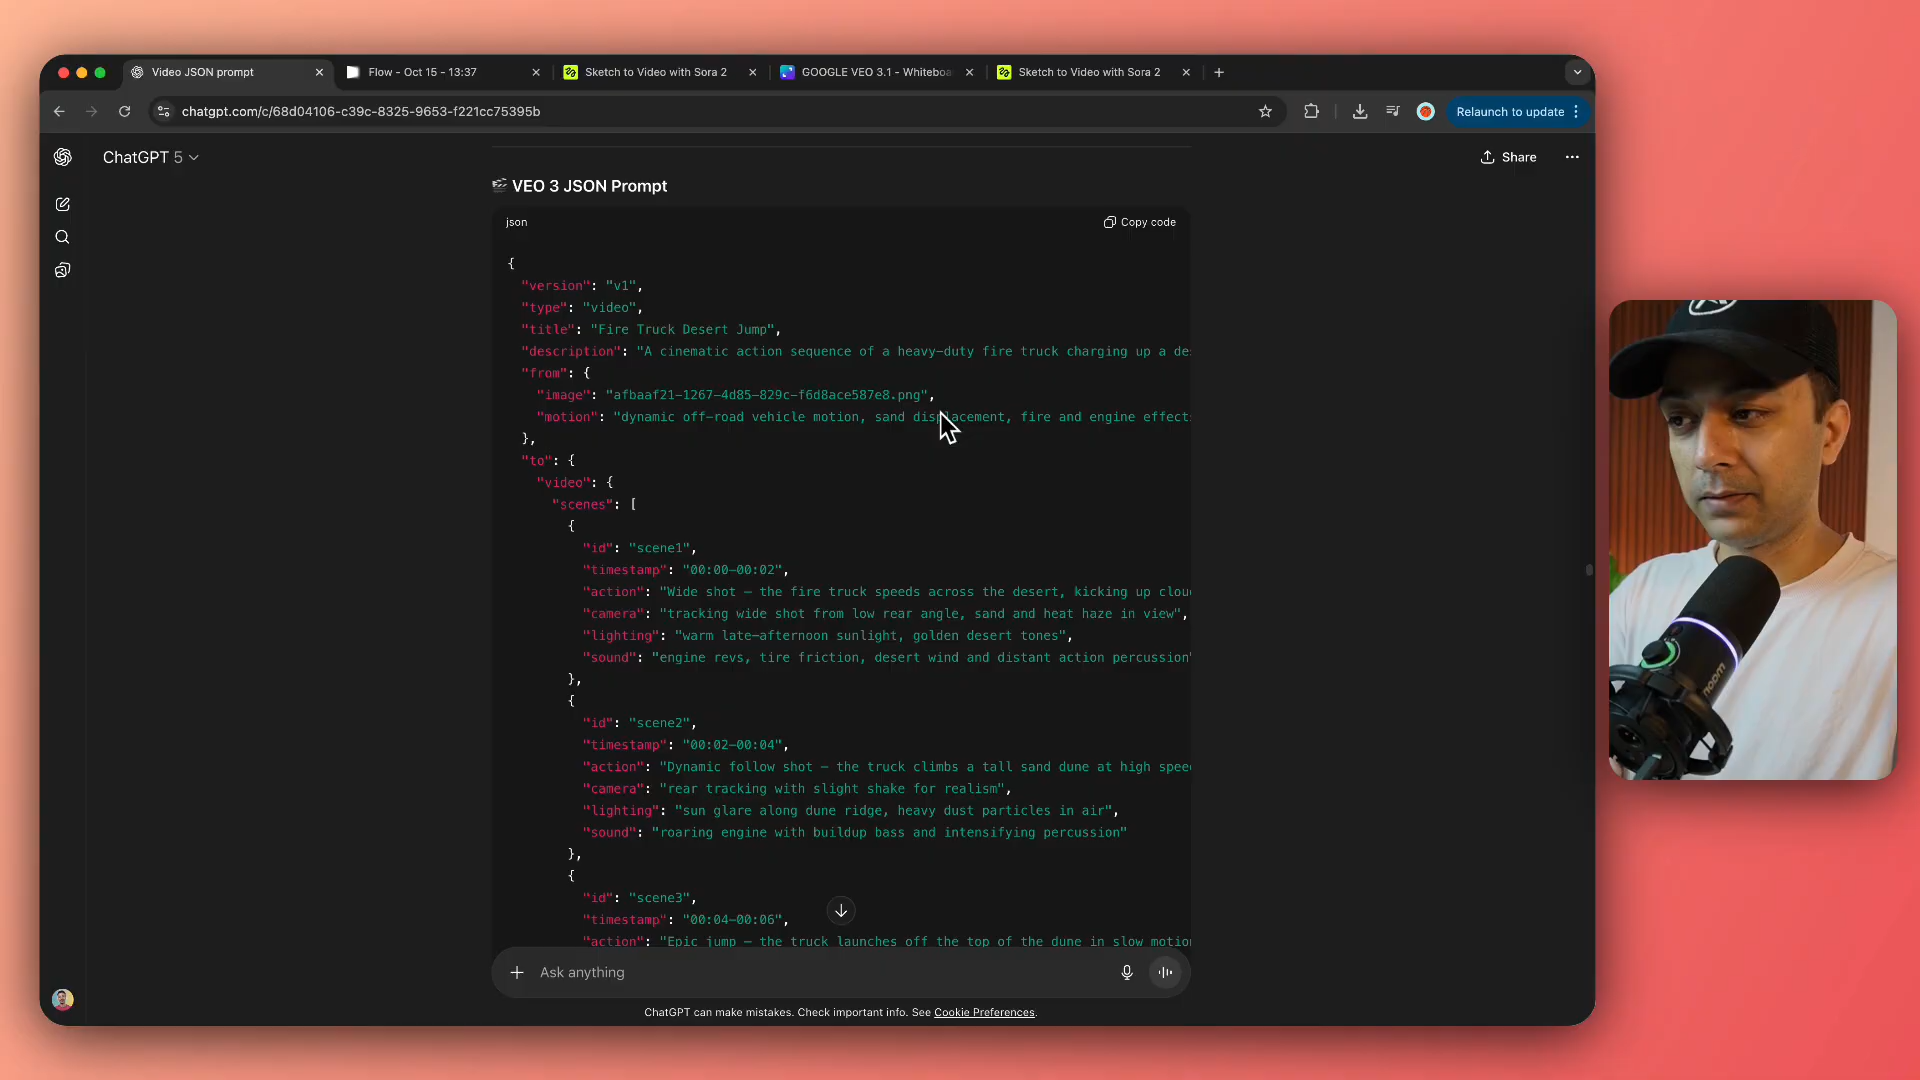 Video JSON prompt
Flow - Oct 15 - 13:37
Sketch to Video with Sora 2
GOOGLE VEO 3.1 - Whiteboa
Sketch to Video with Sora 2
chatgpt.com/c/68d04106-c39c-8325-9653-f221cc75395b
Relaunch to update
ChatGPT 5
Share
VEO 3 JSON Prompt
json
Copy code
{
"version": "v1",
"type": "video",
"title": "Fire Truck Desert Jump",
"description": "A cinematic action sequence of a heavy-duty fire truck charging up a de
"from": {
"image": "afbaaf21-1267-4d85-829c-f6d8ace587e8.png",
"motion": "dynamic off-road vehicle motion, sand displacement, fire and engine effect
},
"to": {
"video": {
"scenes": [
{
"id": "scene1",
"timestamp": "00:00–00:02",
"action": "Wide shot – the fire truck speeds across the desert, kicking up clou
"camera": "tracking wide shot from low rear angle, sand and heat haze in view",
"lighting": "warm late-afternoon sunlight, golden desert tones",
"sound": "engine revs, tire friction, desert wind and distant action percussion"
},
{
"id": "scene2",
"timestamp": "00:02–00:04",
"action": "Dynamic follow shot – the truck climbs a tall sand dune at high spee
"camera": "rear tracking with slight shake for realism",
"lighting": "sun glare along dune ridge, heavy dust particles in air",
"sound": "roaring engine with buildup bass and intensifying percussion"
},
{
"id": "scene3",
"timestamp": "00:04–00:06",
"action": "Epic jump – the truck launches off the top of the dune in slow motion
Ask anything
ChatGPT can make mistakes. Check important info. See Cookie Preferences.